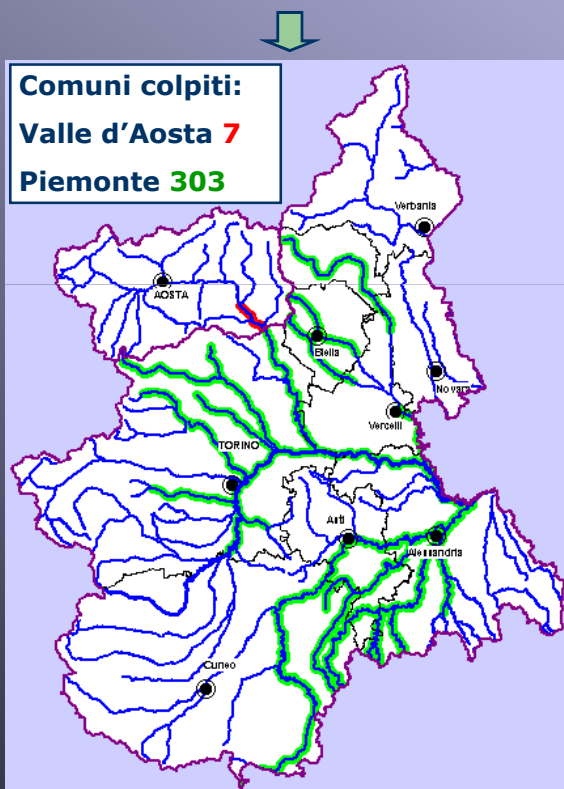 Comuni colpiti:
Valle d'Aosta 7
Piemonte 303
Verbania
AOSTA
Biella
Novara
Vercelli
TORINO
Asti
Alessandria
Cuneo